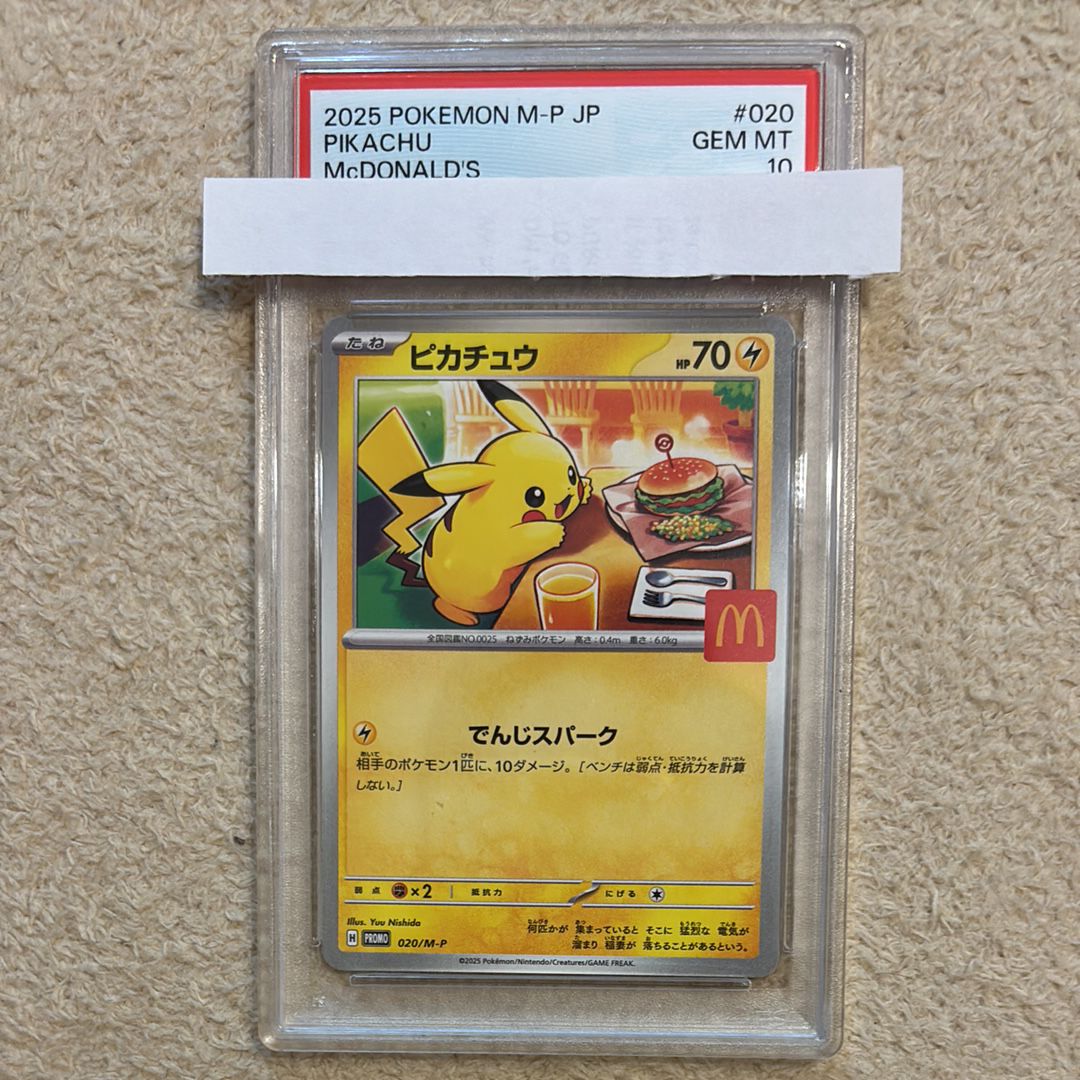 2025 POKEMON M-P JP #020
PIKACHU GEM MT
McDONALD'S 10
たね ピカチュウ HP70
全国図鑑NO.0025 ねずみポケモン 高さ:0.4m 重さ:6.0kg
でんじスパーク
相手のポケモン1匹に、10ダメージ。[ベンチは弱点・抵抗力を計算
しない。]
弱点 ×2 抵抗力 にげる
Illus. Yuu Nishida
H PROMO 020/M-P
何匹かが 集まっていると そこに 猛烈な 電気が
溜まり 稲妻が 落ちることがあるという。
©2025 Pokémon/Nintendo/Creatures/GAME FREAK.